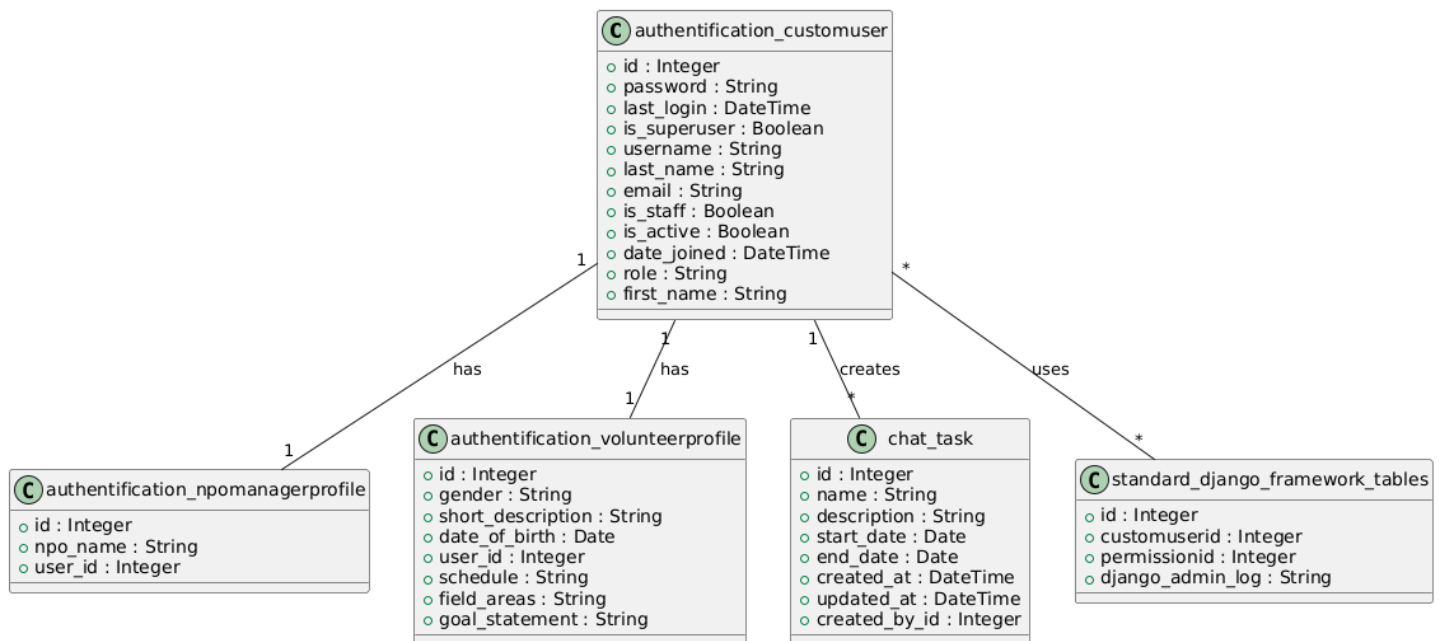 C authentification_customuser
id : Integer
password : String
last_login : DateTime
is_superuser : Boolean
username : String
last_name : String
email : String
is_staff : Boolean
is_active : Boolean
date_joined : DateTime
role : String
first_name : String
1
*
1
1
has
has
creates
uses
1
*
1
*
C authentification_npomanagerprofile
id : Integer
npo_name : String
user_id : Integer
C authentification_volunteerprofile
id : Integer
gender : String
short_description : String
date_of_birth : Date
user_id : Integer
schedule : String
field_areas : String
goal_statement : String
C chat_task
id : Integer
name : String
description : String
start_date : Date
end_date : Date
created_at : DateTime
updated_at : DateTime
created_by_id : Integer
C standard_django_framework_tables
id : Integer
customuserid : Integer
permissionid : Integer
django_admin_log : String